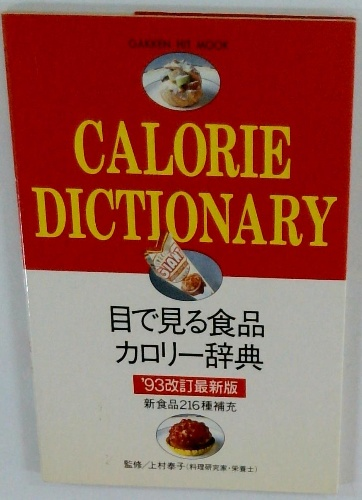 GAKKEN HIT MOOK
CALORIE
DICTIONARY
GIANT
目で見る食品
カロリー辞典
'93改訂最新版
新食品216種補充
監修/上村泰子(料理研究家・栄養士)